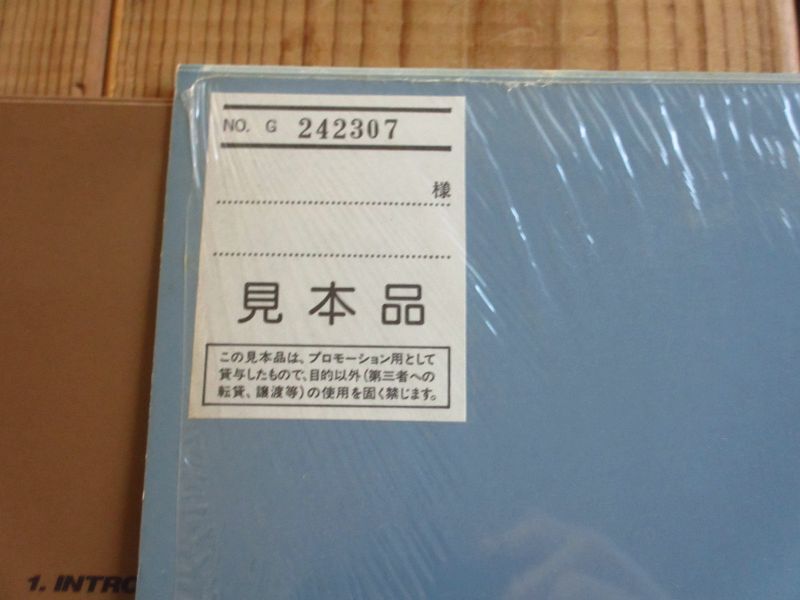 NO. G 242307
様
見本品
この見本品は、プロモーション用として
貸与したもので、目的以外(第三者への
転貸、譲渡等)の使用を固く禁じます。
1. INTRO